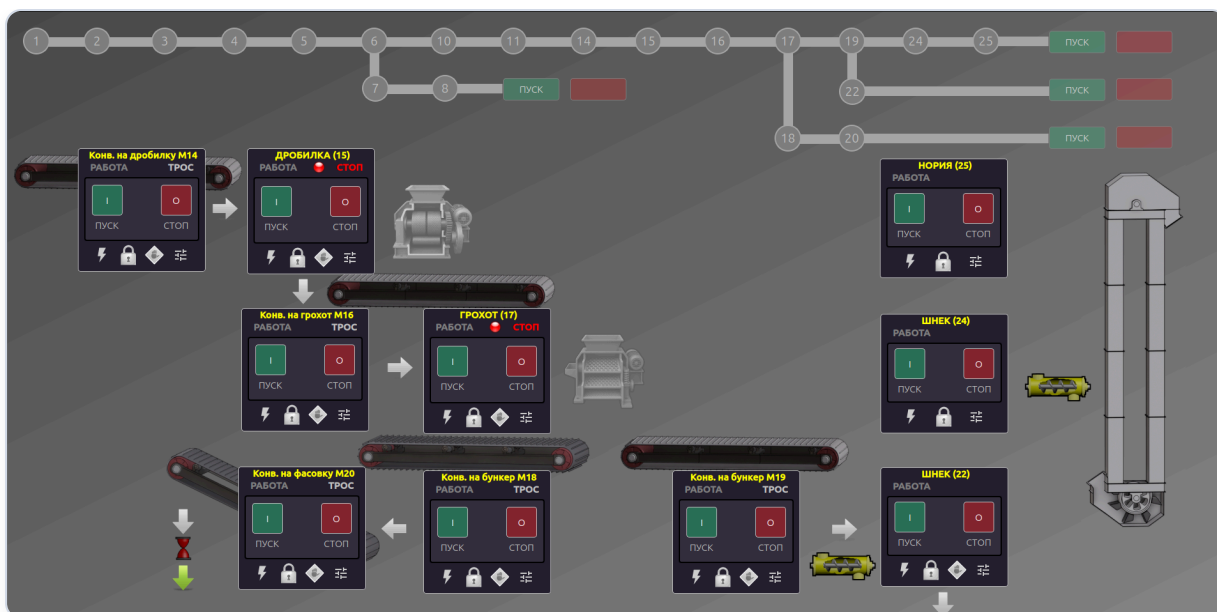 1 2 3 4 5 6 10 11 14 15 16 17 19 24 25 ПУСК
7 8 ПУСК 22 ПУСК
18 20 ПУСК
Конв. на дробилку М14
РАБОТА ТРОС
I O
ПУСК СТОП
ДРОБИЛКА (15)
РАБОТА СТОП
I O
ПУСК СТОП
НОРИЯ (25)
РАБОТА
I O
ПУСК СТОП
Конв. на грохот М16
РАБОТА ТРОС
I O
ПУСК СТОП
ГРОХОТ (17)
РАБОТА СТОП
I O
ПУСК СТОП
ШНЕК (24)
РАБОТА
I O
ПУСК СТОП
Конв. на фасовку М20
РАБОТА ТРОС
I O
ПУСК СТОП
Конв. на бункер М18
РАБОТА ТРОС
I O
ПУСК СТОП
Конв. на бункер М19
РАБОТА ТРОС
I O
ПУСК СТОП
ШНЕК (22)
РАБОТА
I O
ПУСК СТОП